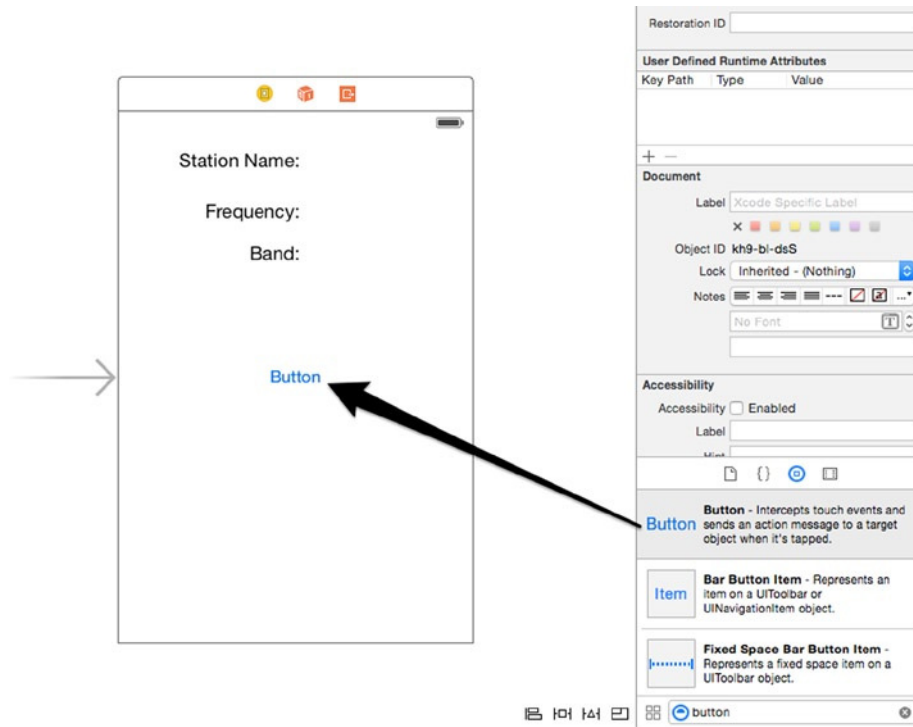 Restoration ID
User Defined Runtime Attributes
Key Path Type Value
Station Name:
Frequency:
Band:
Button
Document
Label Xcode Specific Label
Object ID kh9-bl-dsS
Lock Inherited - (Nothing)
Notes
No Font
T
Accessibility
Accessibility Enabled
Label
Hint
Button
Button - Intercepts touch events and
sends an action message to a target
object when it's tapped.
Item
Bar Button Item - Represents an
item on a UIToolbar or
UINavigationItem object.
Fixed Space Bar Button Item -
Represents a fixed space item on a
UIToolbar object.
button